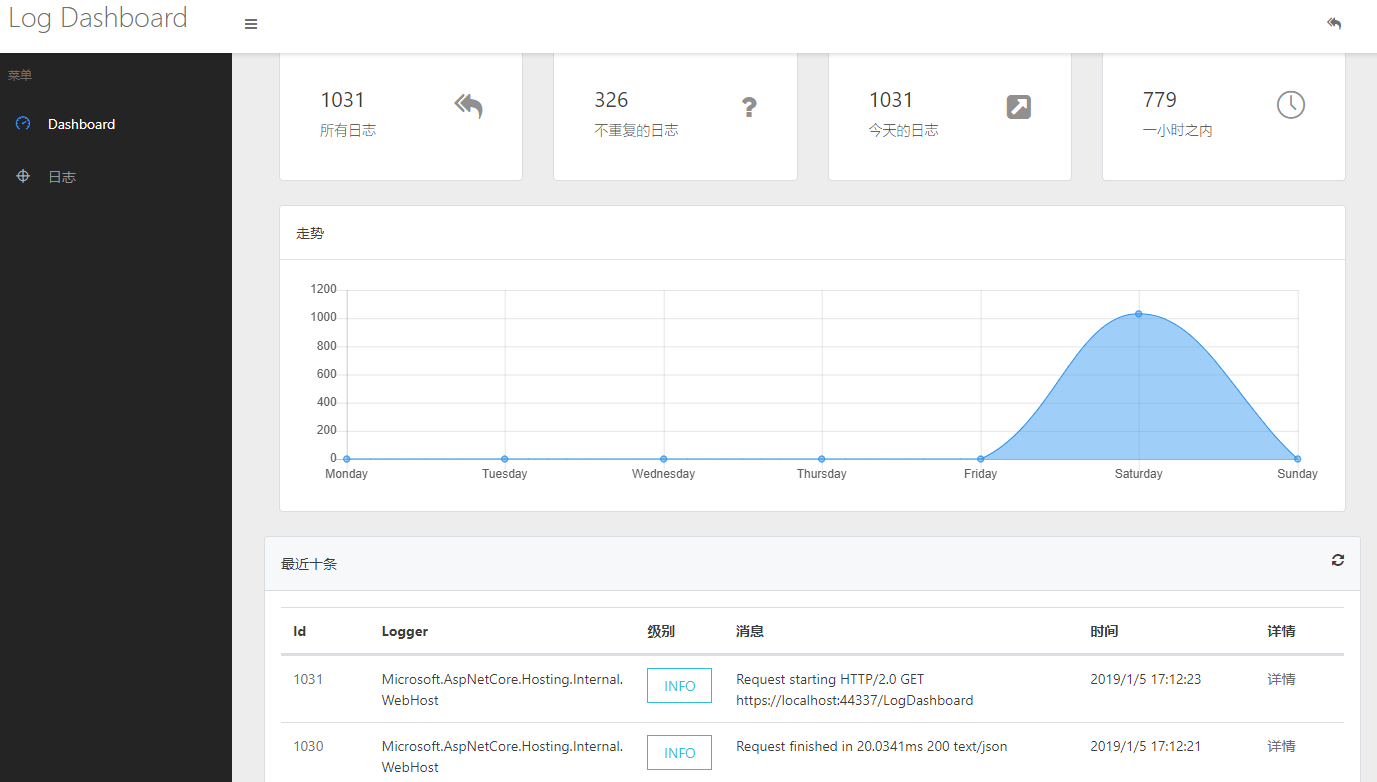 Log Dashboard
菜单
Dashboard
日志
1031
所有日志
326
不重复的日志
1031
今天的日志
779
一小时之内
走势
1200
1000
800
600
400
200
0
Monday Tuesday Wednesday Thursday Friday Saturday Sunday
最近十条
Id Logger 级别 消息 时间 详情
1031 Microsoft.AspNetCore.Hosting.Internal. INFO Request starting HTTP/2.0 GET 2019/1/5 17:12:23 详情
WebHost https://localhost:44337/LogDashboard
1030 Microsoft.AspNetCore.Hosting.Internal. INFO Request finished in 20.0341ms 200 text/json 2019/1/5 17:12:21 详情
WebHost